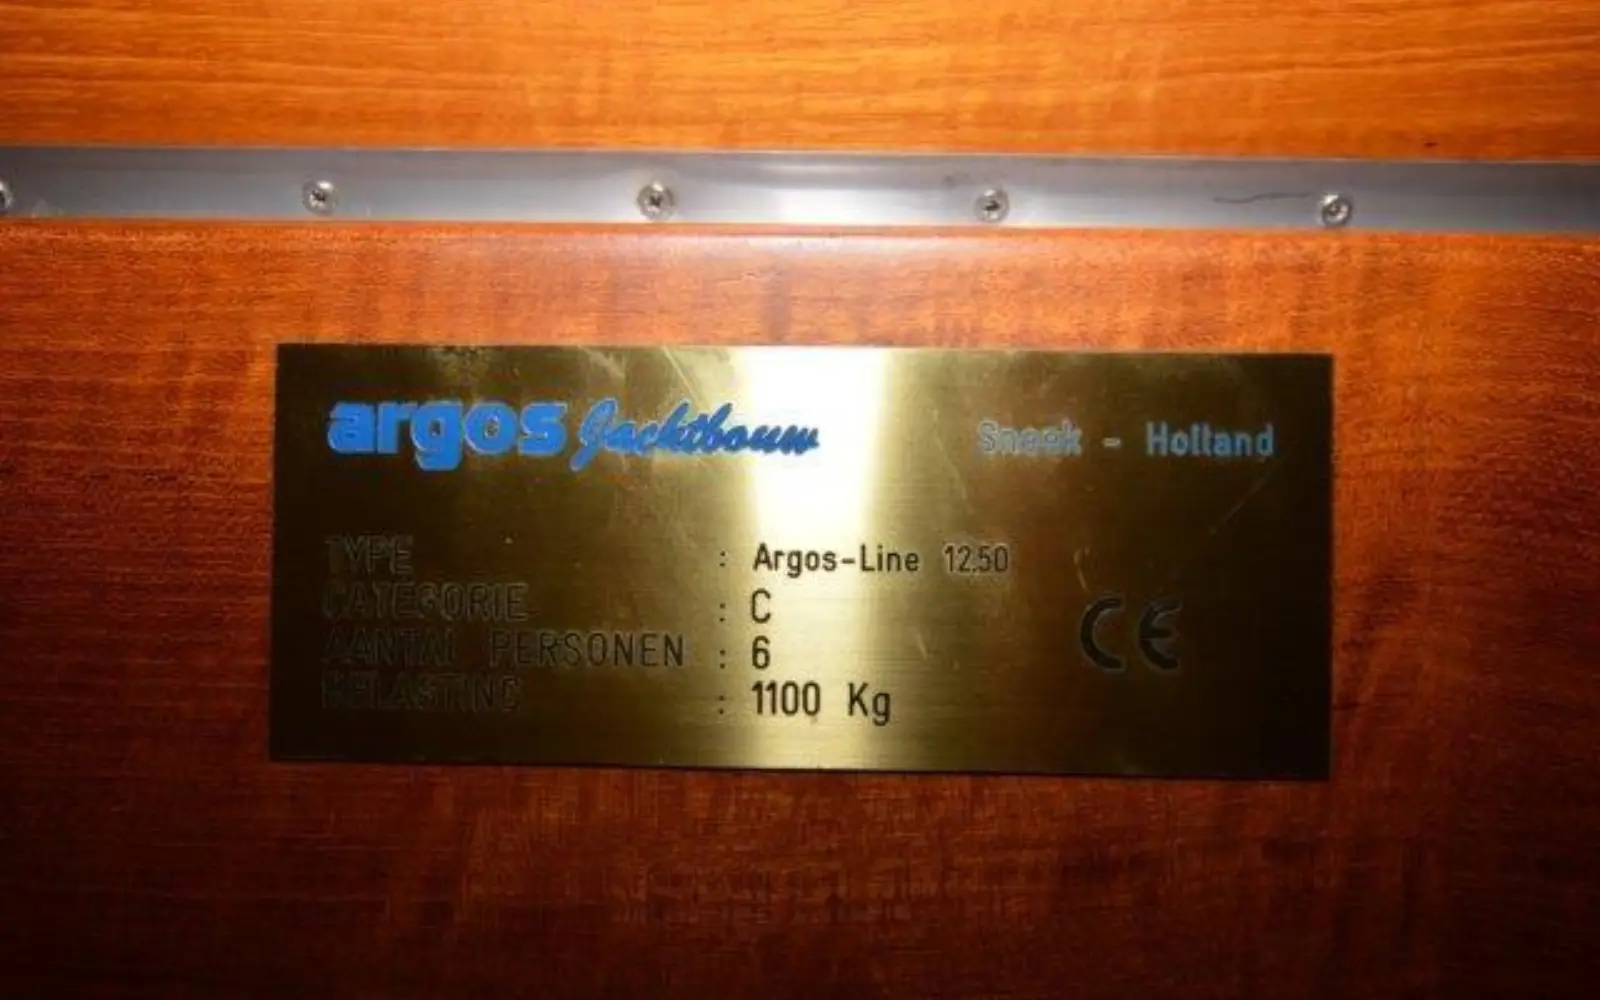 argos Jachtbouw Sneek - Holland
TYPE : Argos-Line 12.50
CATEGORIE : C
AANTAL PERSONEN : 6
BELASTING : 1100 Kg
CE